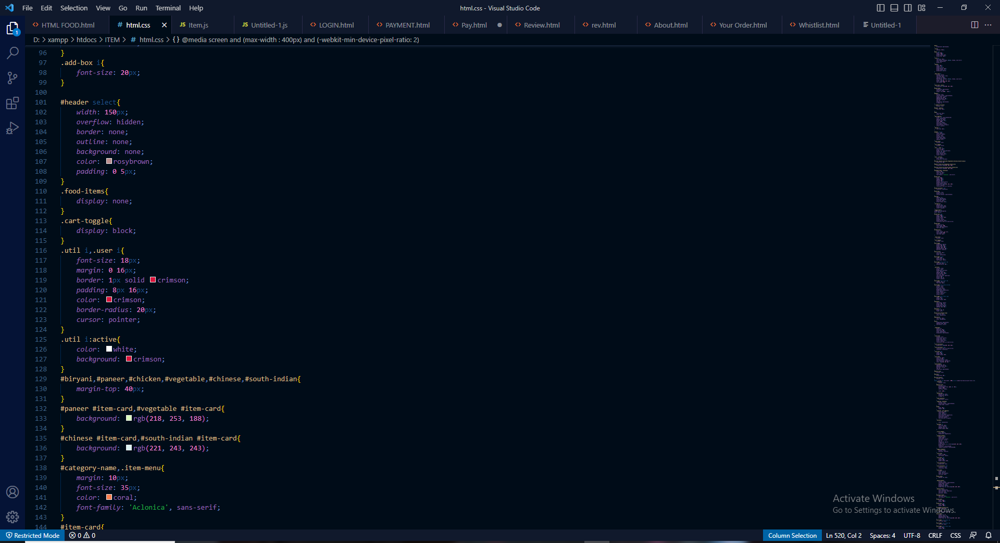 File Edit Selection View Go Run Terminal Help html.css - Visual Studio Code
HTML FOOD.html # html.css JS Item.js JS Untitled-1.js LOGIN.html PAYMENT.html Pay.html Review.html rev.html About.html Your Order.html Whistlist.html Untitled-1
D: > xampp > htdocs > ITEM > # html.css > {} @media screen and (max-width : 400px) and (-webkit-min-device-pixel-ratio: 2)
1
96 }
97 .add-box i{
98 font-size: 20px;
99 }
100
101 #header select{
102 width: 150px;
103 overflow: hidden;
104 border: none;
105 outline: none;
106 background: none;
107 color: rosybrown;
108 padding: 0 5px;
109 }
110 .food-items{
111 display: none;
112 }
113 .cart-toggle{
114 display: block;
115 }
116 .util i,.user i{
117 font-size: 18px;
118 margin: 0 16px;
119 border: 1px solid crimson;
120 padding: 8px 16px;
121 color: crimson;
122 border-radius: 20px;
123 cursor: pointer;
124 }
125 .util i:active{
126 color: white;
127 background: crimson;
128 }
129 #biryani,#paneer,#chicken,#vegetable,#chinese,#south-indian{
130 margin-top: 40px;
131 }
132 #paneer #item-card,#vegetable #item-card{
133 background: rgb(218, 253, 188);
134 }
135 #chinese #item-card,#south-indian #item-card{
136 background: rgb(221, 243, 243);
137 }
138 #category-name,.item-menu{
139 margin: 10px;
140 font-size: 35px;
141 color: coral;
142 font-family: 'Aclonica', sans-serif;
143 }
144 #item-card{
Activate Windows
Go to Settings to activate Windows.
Restricted Mode 0 0 Column Selection Ln 520, Col 2 Spaces: 4 UTF-8 CRLF CSS